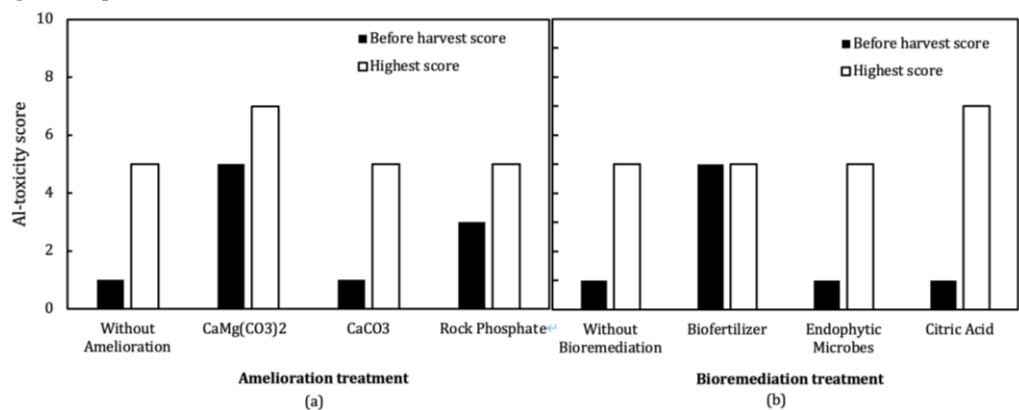 10
8
6
4
2
0
Al-toxicity score
■ Before harvest score
□ Highest score
Without
Amelioration
CaMg(CO3)2
CaCO3
Rock Phosphate↵
Amelioration treatment
(a)
■ Before harvest score
□ Highest score
Without
Bioremediation
Biofertilizer
Endophytic
Microbes
Citric Acid
Bioremediation treatment
(b)